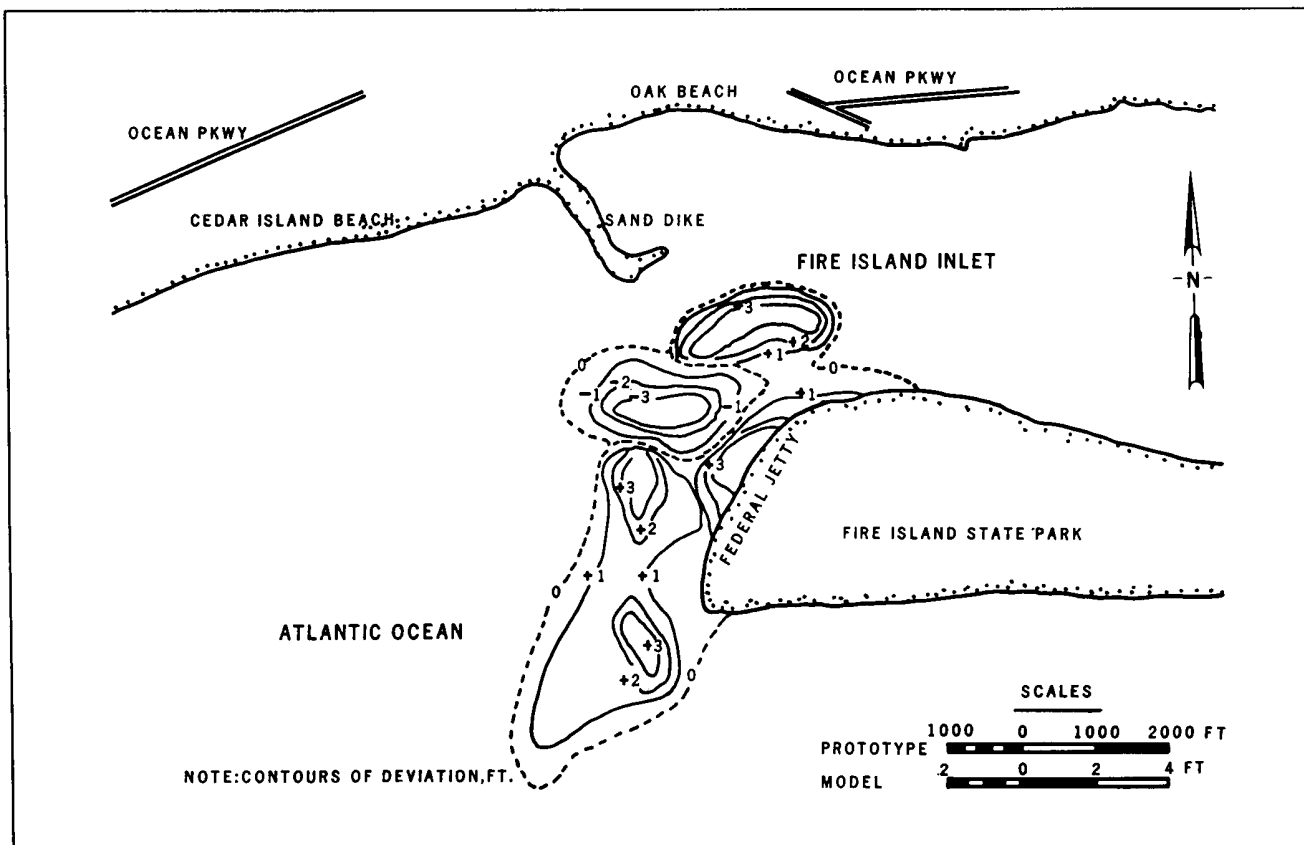 OCEAN PKWY
OAK BEACH
OCEAN PKWY
CEDAR ISLAND BEACH
SAND DIKE
FIRE ISLAND INLET
-N-
+3
+2
+1
0
0
-2
-3
-1
-1
+1
+3
+3
+2
FEDERAL JETTY
FIRE ISLAND STATE PARK
0
+1
+1
ATLANTIC OCEAN
+3
+2
0
SCALES
1000 0 1000 2000 FT
PROTOTYPE
2 0 2 4 FT
MODEL
NOTE:CONTOURS OF DEVIATION,FT.